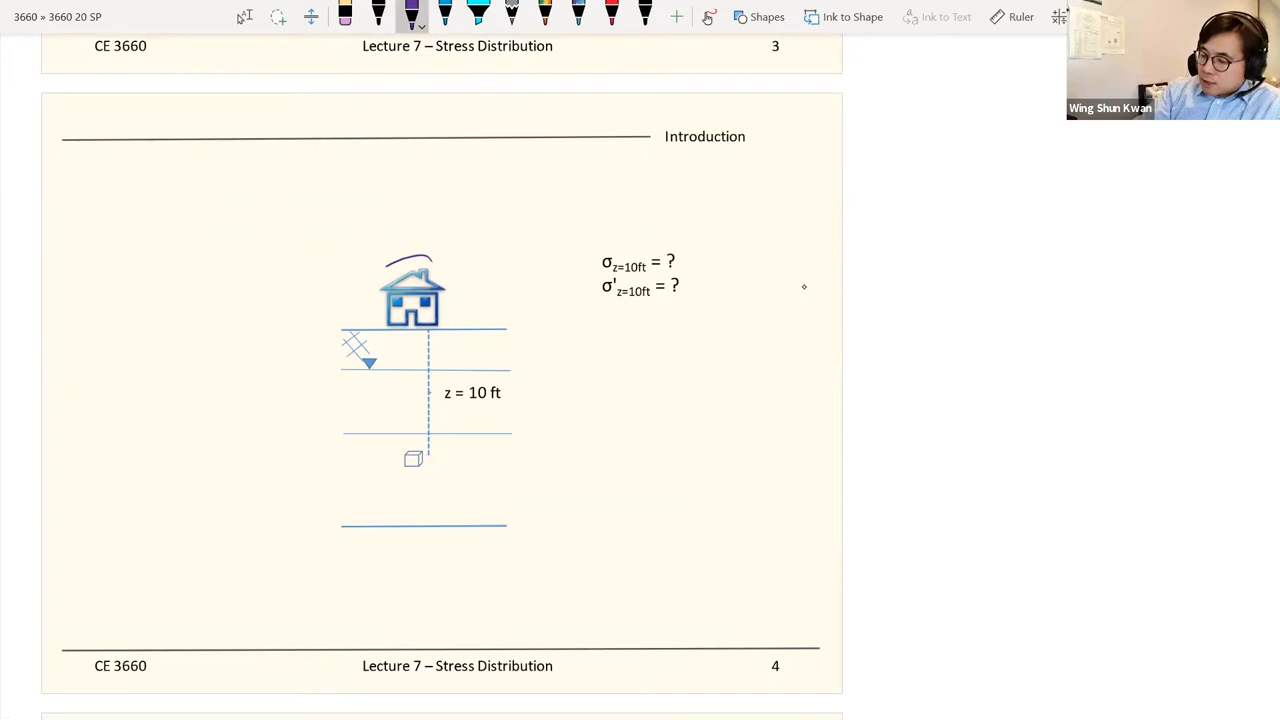 3660 » 3660 20 SP
Shapes
Ink to Shape
Ink to Text
Ruler
CE 3660
Lecture 7 – Stress Distribution
3
Wing Shun Kwan
Introduction
σz=10ft = ?
σ'z=10ft = ?
z = 10 ft
CE 3660
Lecture 7 – Stress Distribution
4